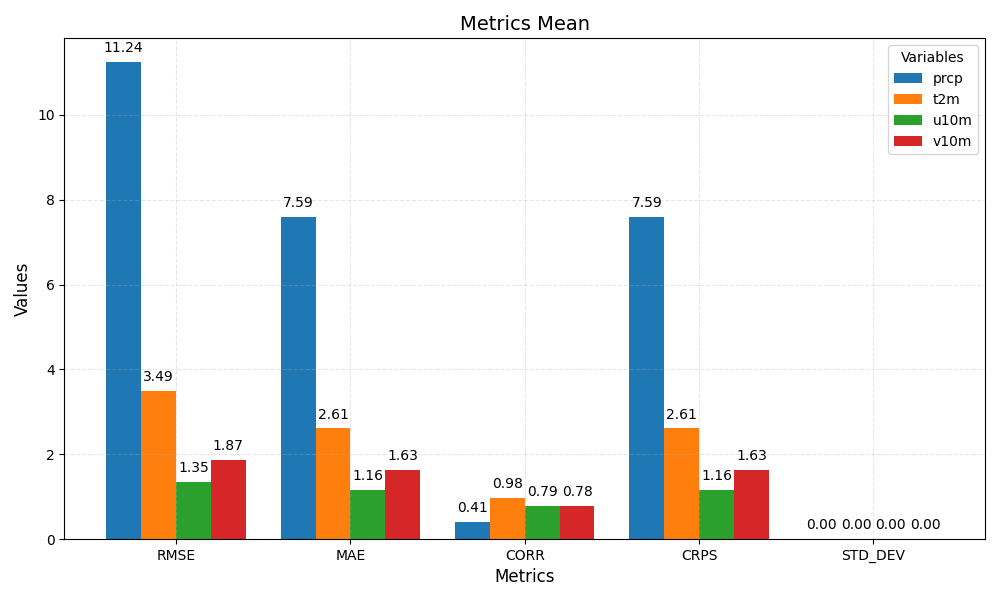 Metrics Mean
Values
10
8
6
4
2
0
11.24
3.49
1.35
1.87
7.59
2.61
1.16
1.63
0.41
0.98
0.79
0.78
7.59
2.61
1.16
1.63
0.00
0.00
0.00
0.00
Variables
prcp
t2m
u10m
v10m
RMSE
MAE
CORR
CRPS
STD_DEV
Metrics